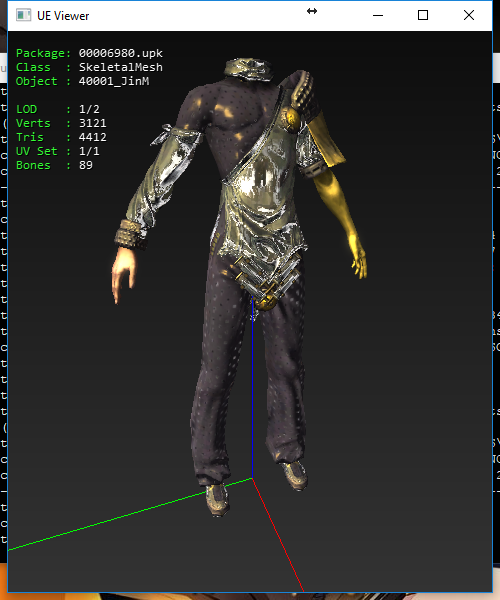 UE Viewer
Package: 00006980.upk
Class : SkeletalMesh
Object : 40001_JinM
LOD : 1/2
Verts : 3121
Tris : 4412
UV Set : 1/1
Bones : 89